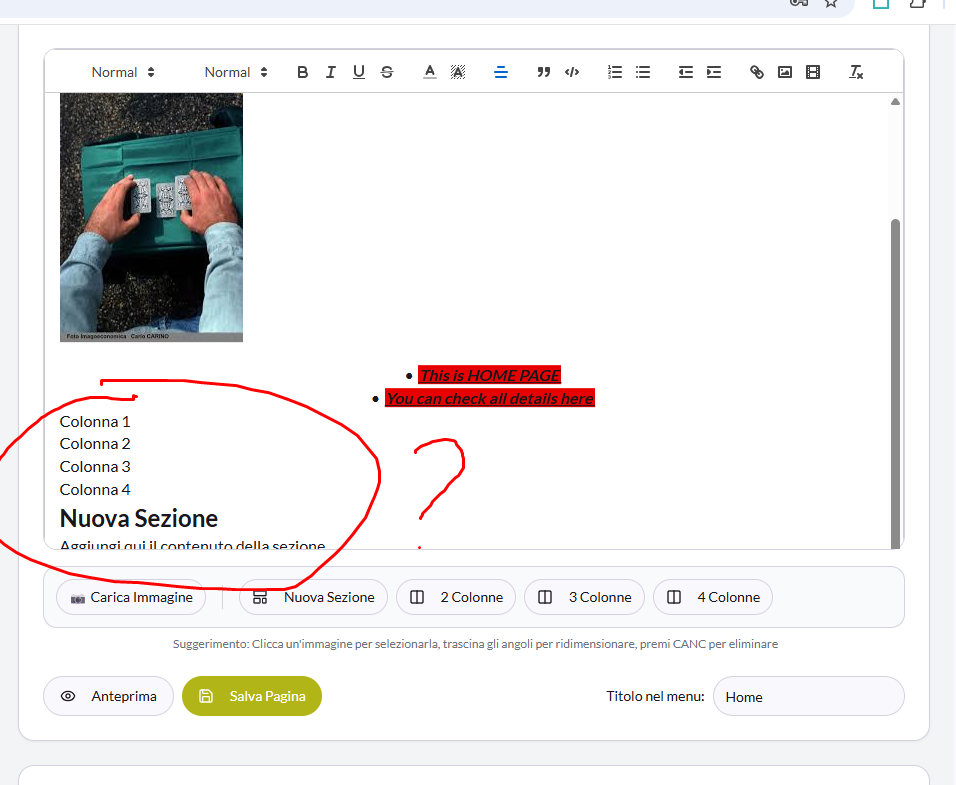 Normal Normal
Foto Imagoeconomica - Carlo CARINO
This is HOME PAGE
You can check all details here
Colonna 1
Colonna 2
Colonna 3
Colonna 4
Nuova Sezione
Aggiungi qui il contenuto della sezione
?
Carica Immagine Nuova Sezione 2 Colonne 3 Colonne 4 Colonne
Suggerimento: Clicca un'immagine per selezionarla, trascina gli angoli per ridimensionare, premi CANC per eliminare
Anteprima Salva Pagina Titolo nel menu: Home